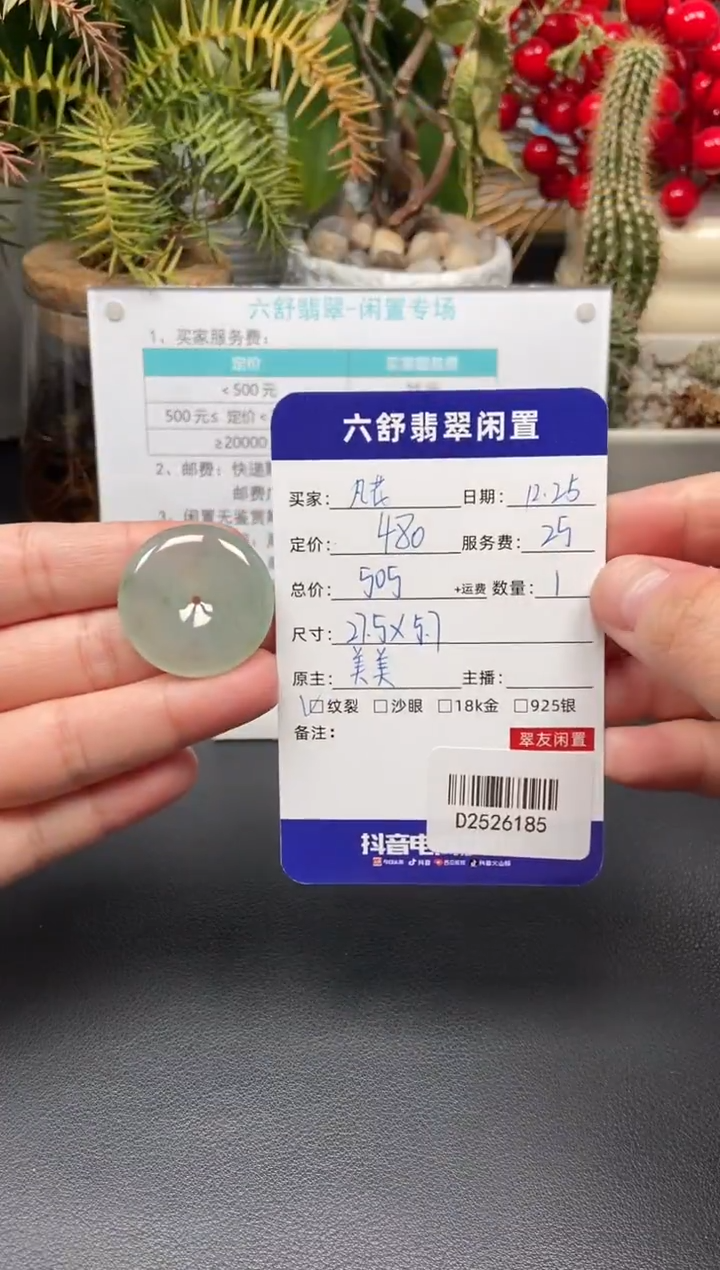 六舒翡翠-闲置专场
1、买家服务费：
定价
<500元
500元≤ 定价<
≥20000
2、邮费：快递
邮费
3、闲置无鉴赏
六舒翡翠闲置
买家： 日期：12.25
定价：480 服务费：25
总价：505 +运费 数量：1
尺寸：27.5X5.7
原主：美美 主播：
☑纹裂 □沙眼 □18k金 □925银
备注：
翠友闲置
D2526185
抖音电